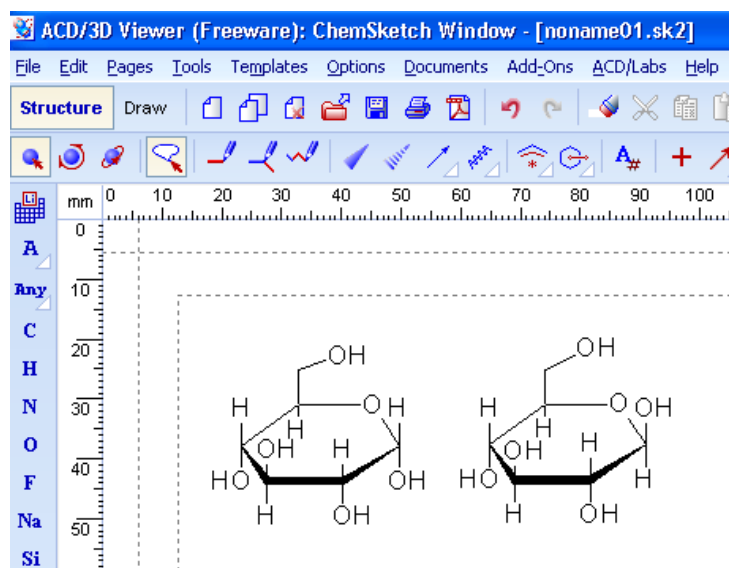 ACD/3D Viewer (Freeware): ChemSketch Window - [noname01.sk2]
File Edit Pages Tools Templates Options Documents Add-Ons ACD/Labs Help
Structure Draw
A#
Li mm 0 10 20 30 40 50 60 70 80 90 100
0
A
Any 10
C
20 OH OH
H
N 30 H O H H O OH
H H
O OH H OH H
40 HO OH HO H
F
H OH H OH
Na 50
Si